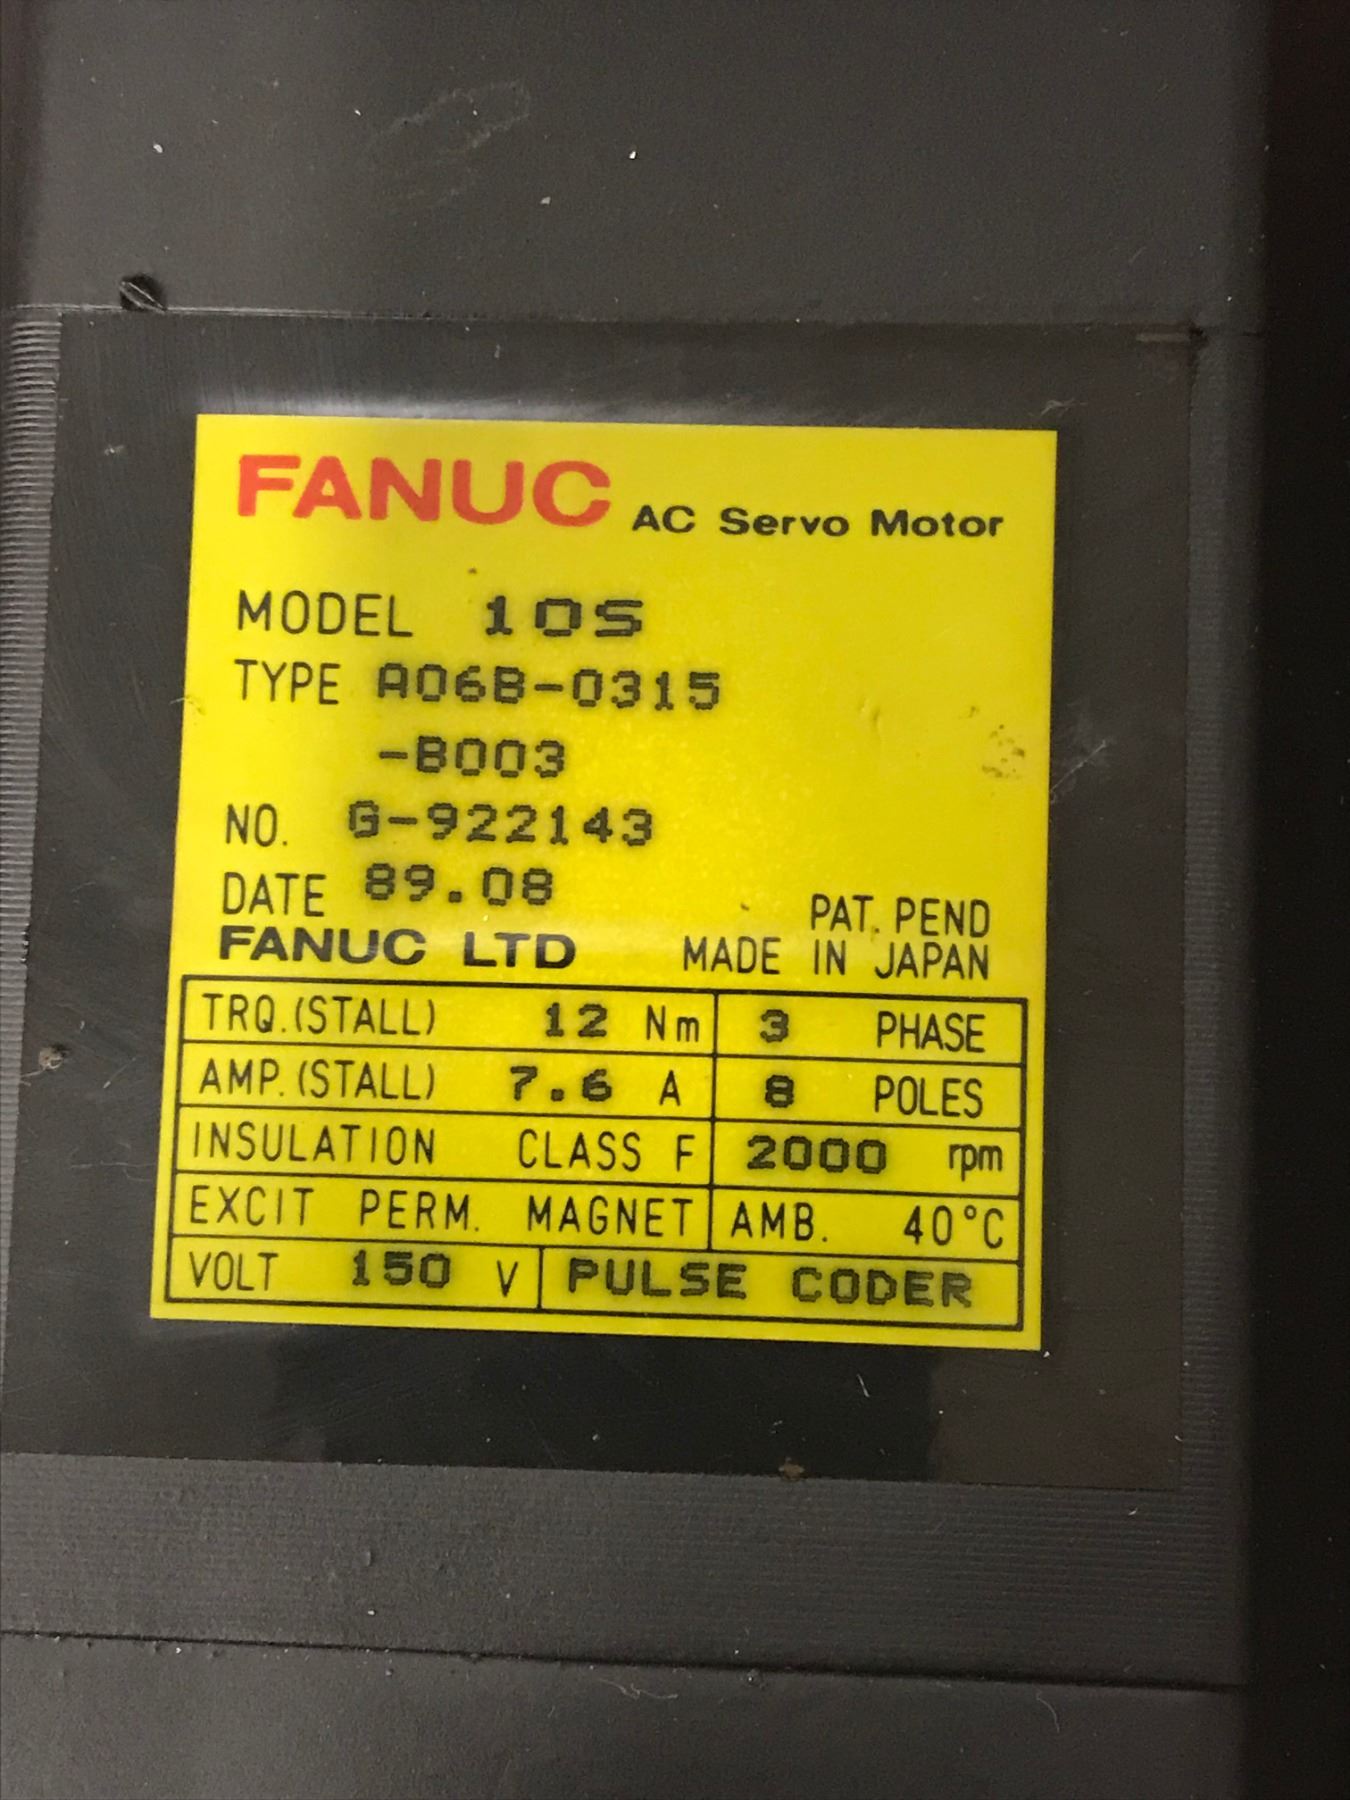 FANUC AC Servo Motor
MODEL 10S
TYPE A06B-0315
-B003
NO. G-922143
DATE 89.08
PAT. PEND
FANUC LTD MADE IN JAPAN
TRQ.(STALL) 12 Nm 3 PHASE
AMP.(STALL) 7.6 A 8 POLES
INSULATION CLASS F 2000 rpm
EXCIT PERM. MAGNET AMB. 40°C
VOLT 150 V PULSE CODER